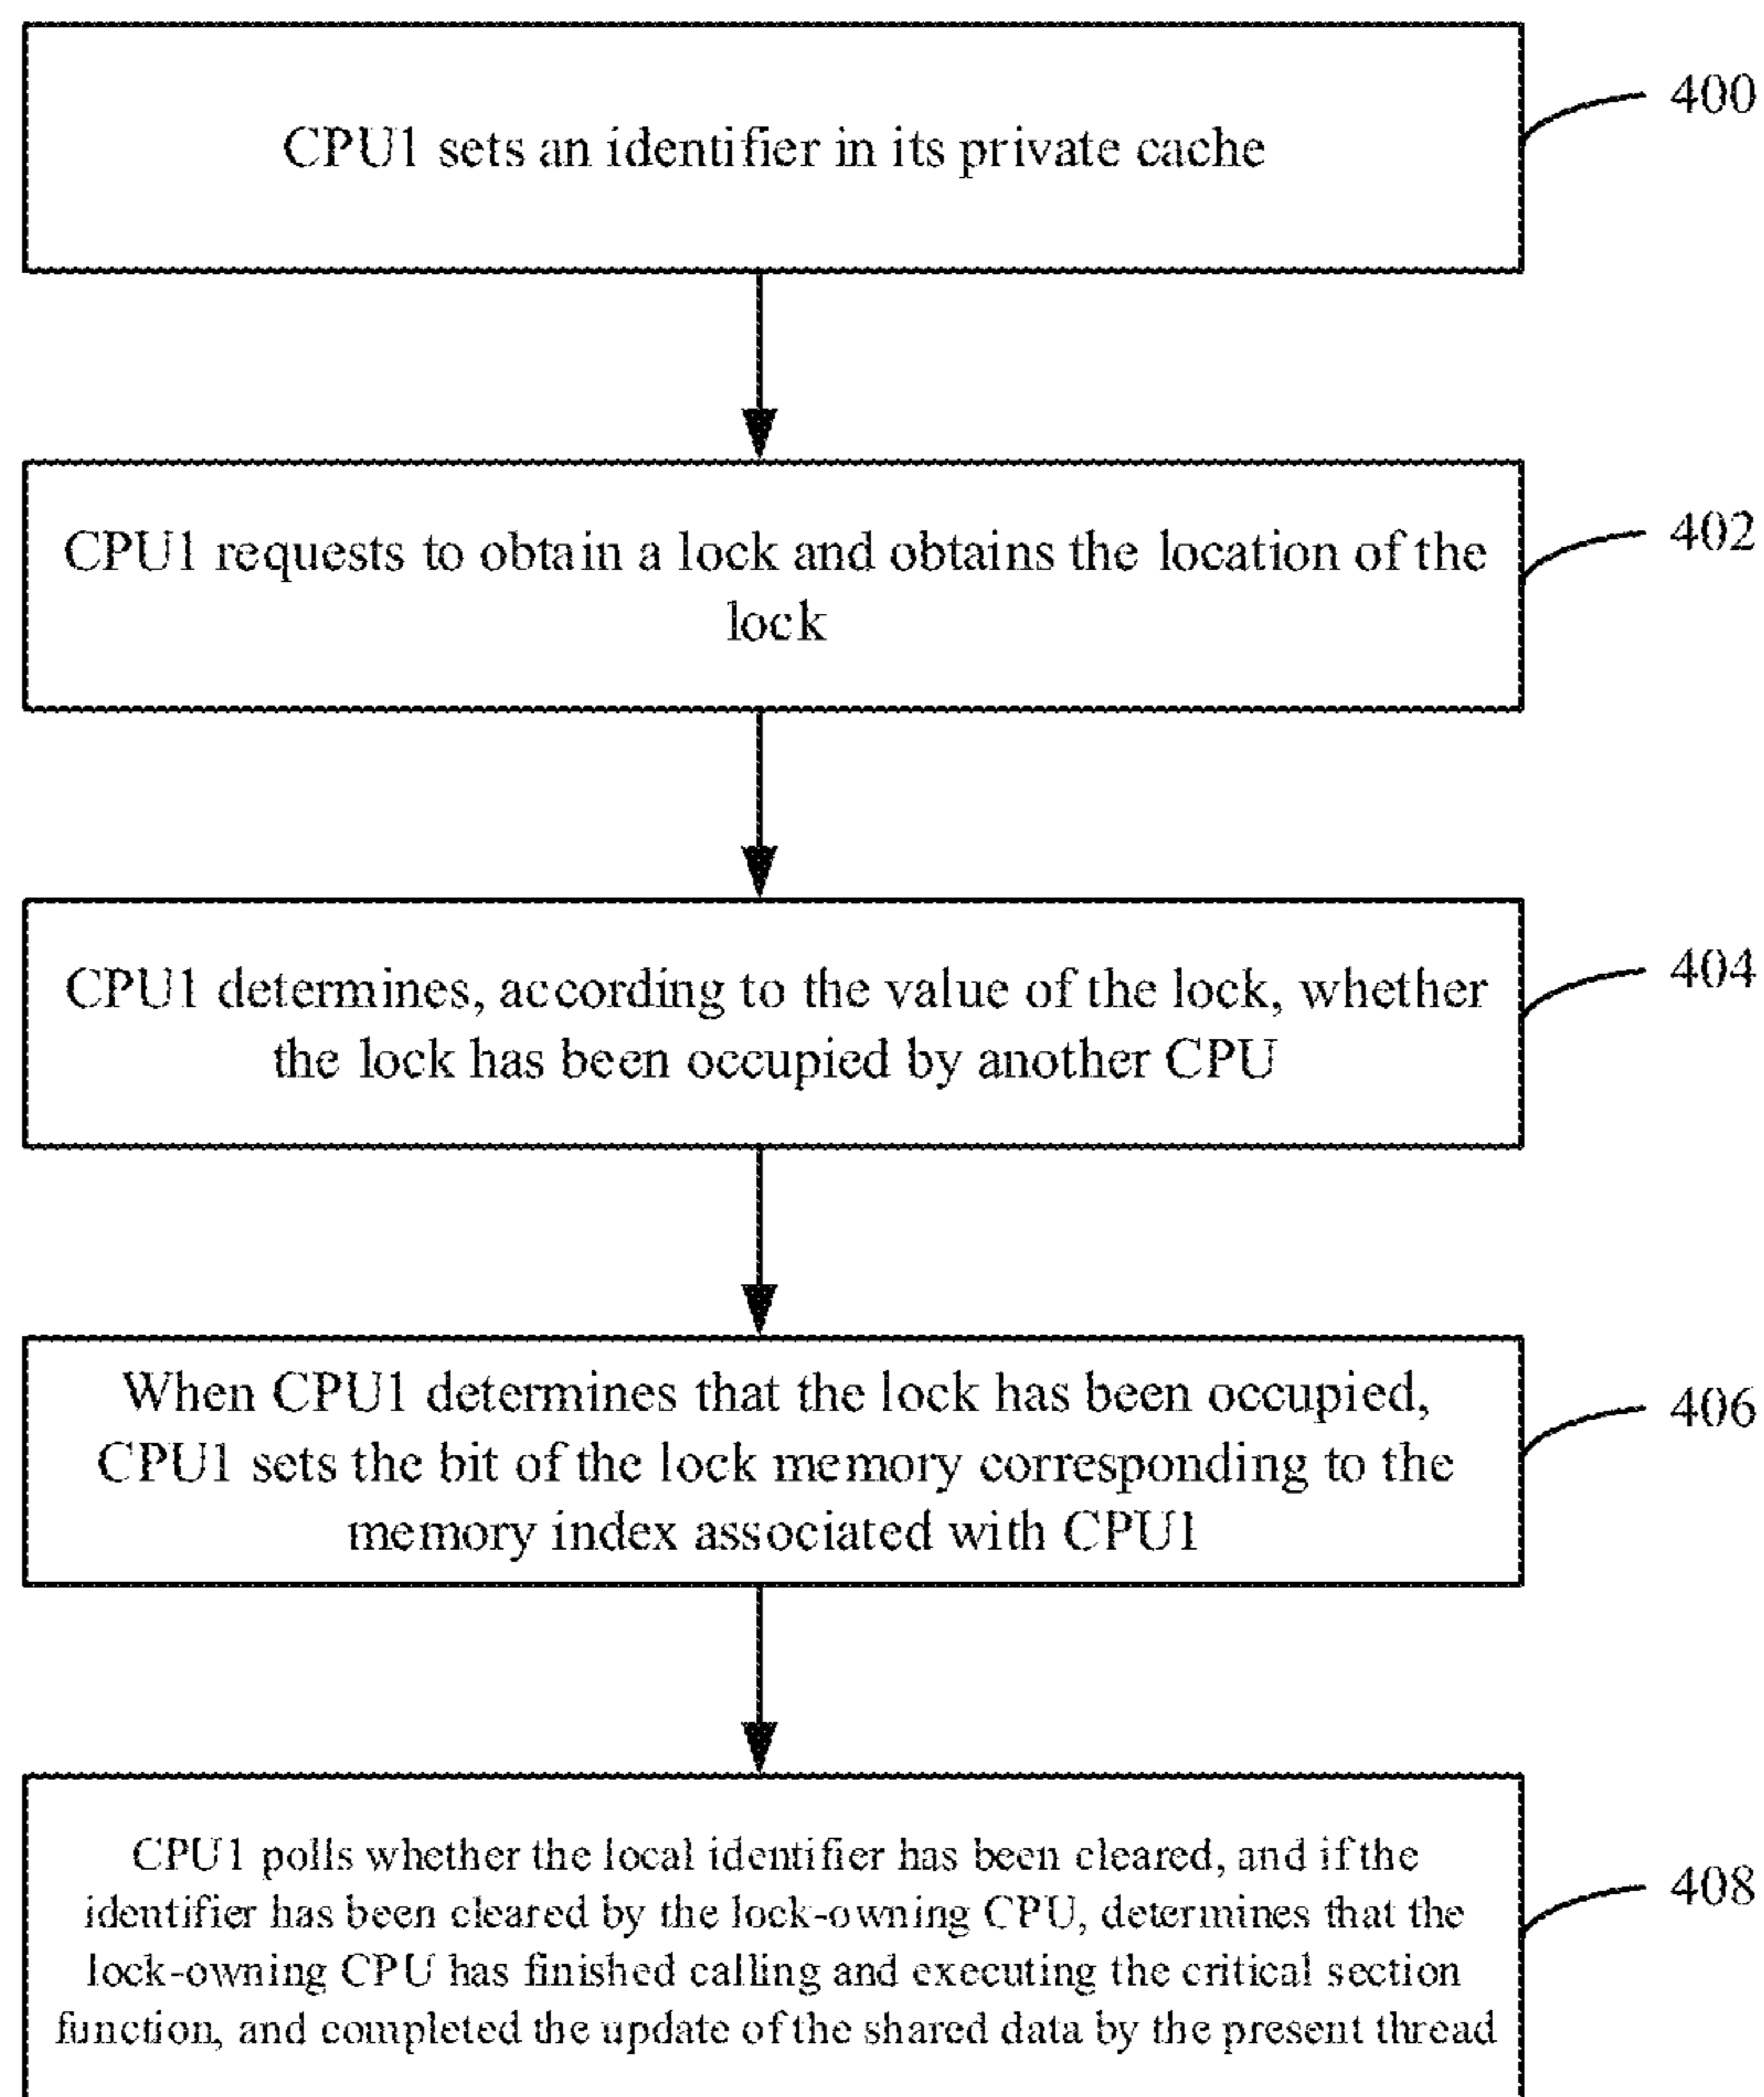 CPU1 sets an identifier in its private cache
400
CPU1 requests to obtain a lock and obtains the location of the
lock
402
CPU1 determines, according to the value of the lock, whether
the lock has been occupied by another CPU
404
When CPU1 determines that the lock has been occupied,
CPU1 sets the bit of the lock memory corresponding to the
memory index associated with CPU1
406
CPU1 polls whether the local identifier has been cleared, and if the
identifier has been cleared by the lock-owning CPU, determines that the
lock-owning CPU has finished calling and executing the critical section
function, and completed the update of the shared data by the present thread
408